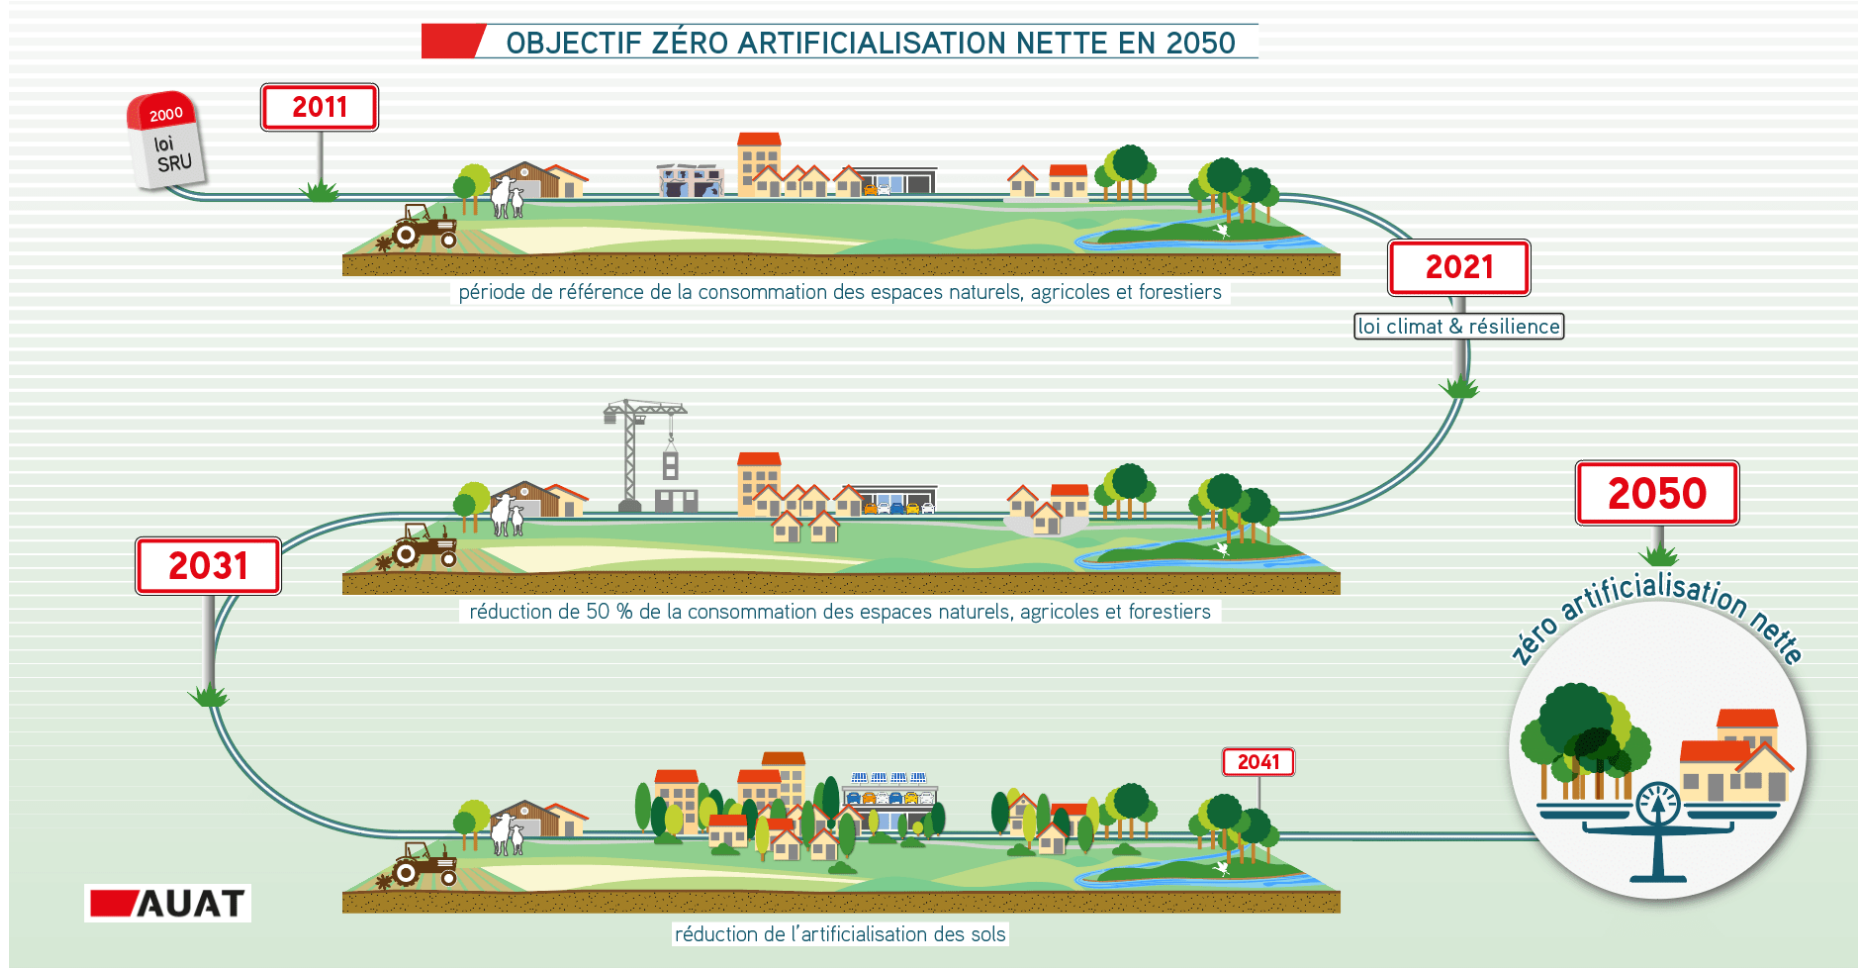 OBJECTIF ZÉRO ARTIFICIALISATION NETTE EN 2050
2000
loi
SRU
2011
période de référence de la consommation des espaces naturels, agricoles et forestiers
2021
loi climat & résilience
réduction de 50 % de la consommation des espaces naturels, agricoles et forestiers
2031
réduction de l'artificialisation des sols
2041
2050
zéro artificialisation nette
AUAT